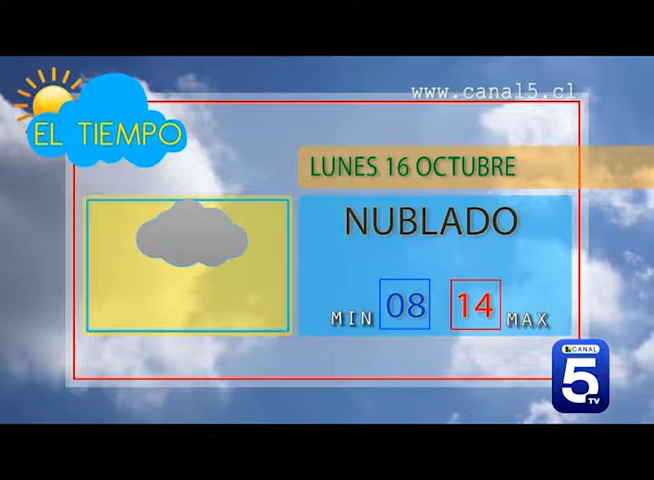 www.canal5.cl
EL TIEMPO
LUNES 16 OCTUBRE
NUBLADO
MIN 08 14 MAX
CANAL
5
TV